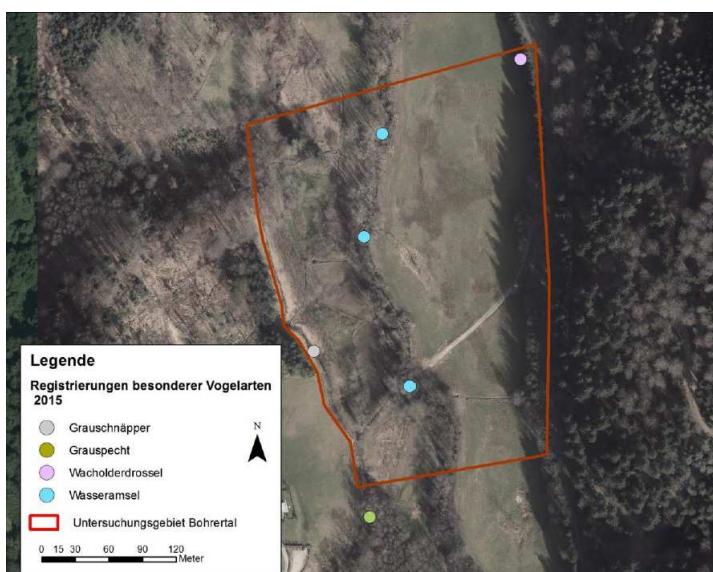 Legende
Registrierungen besonderer Vogelarten
2015
Grauschnäpper
Grauspecht
Wacholderdrossel
Wasseramsel
Untersuchungsgebiet Bohrertal
N
0 15 30 60 90 120
Meter